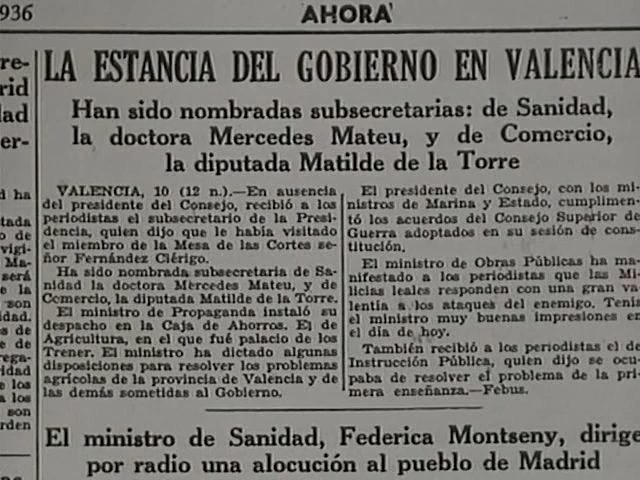 936
AHORA
LA ESTANCIA DEL GOBIERNO EN VALENCIA
Han sido nombradas subsecretarias: de Sanidad,
la doctora Mercedes Mateu, y de Comercio,
la diputada Matilde de la Torre
VALENCIA, 10 (12 n.).—En ausencia
del presidente del Consejo, recibió a los
periodistas el subsecretario de la Presi-
dencia, quien dijo que le había visitado
el miembro de la Mesa de las Cortes se-
ñor Fernández Clérigo.
Ha sido nombrada subsecretaria de Sa-
nidad la doctora Mercedes Mateu, y de
Comercio, la diputada Matilde de la Torre.
El ministro de Propaganda instaló su
despacho en la Caja de Ahorros. El de
Agricultura, en el que fué palacio de los
Trener. El ministro ha dictado algunas
disposiciones para resolver los problemas
agrícolas de la provincia de Valencia y de
las demás sometidas al Gobierno.
El presidente del Consejo, con los mi-
nistros de Marina y Estado, cumplimen-
tó los acuerdos del Consejo Superior de
Guerra adoptados en su sesión de cons-
titución.
El ministro de Obras Públicas ha ma-
nifestado a los periodistas que las Mi-
licias leales responden con una gran va-
lentía a los ataques del enemigo. Tenía
el ministro muy buenas impresiones en
el día de hoy.
También recibió a los periodistas el de
Instrucción Pública, quien dijo se ocu-
paba de resolver el problema de la pri-
mera enseñanza.—Febus.
El ministro de Sanidad, Federica Montseny, dirige
por radio una alocución al pueblo de Madrid